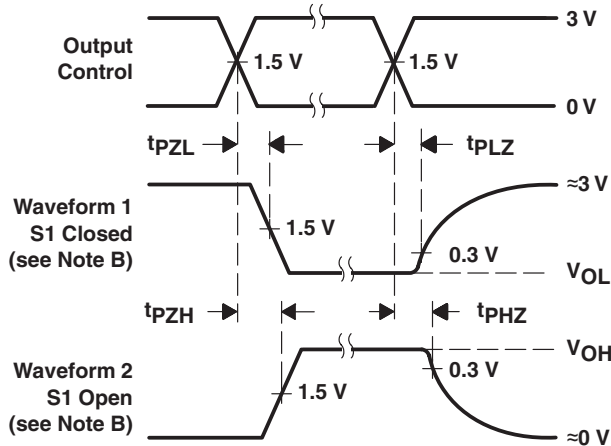 3 V
Output
Control
1.5 V
1.5 V
0 V
tPZL
tPLZ
≈3 V
Waveform 1
S1 Closed
(see Note B)
1.5 V
0.3 V
VOL
tPZH
tPHZ
VOH
Waveform 2
S1 Open
(see Note B)
1.5 V
0.3 V
≈0 V